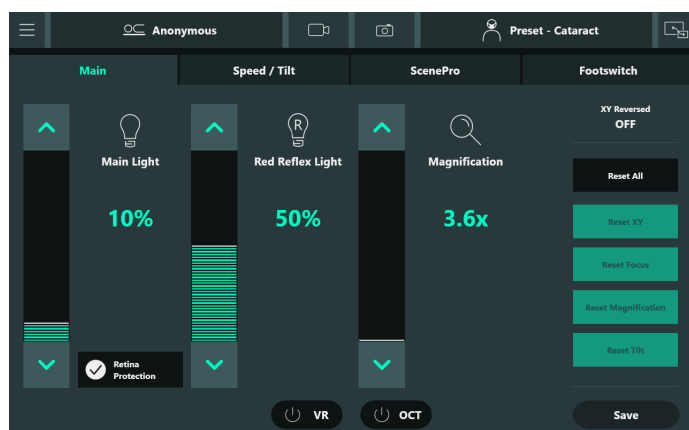 Anonymous
Preset - Cataract
Main
Speed / Tilt
ScenePro
Footswitch
Main Light
10%
R
Red Reflex Light
50%
Magnification
3.6x
XY Reversed
OFF
Reset All
Reset XY
Reset Focus
Reset Magnification
Reset Tilt
Retina
Protection
VR
OCT
Save